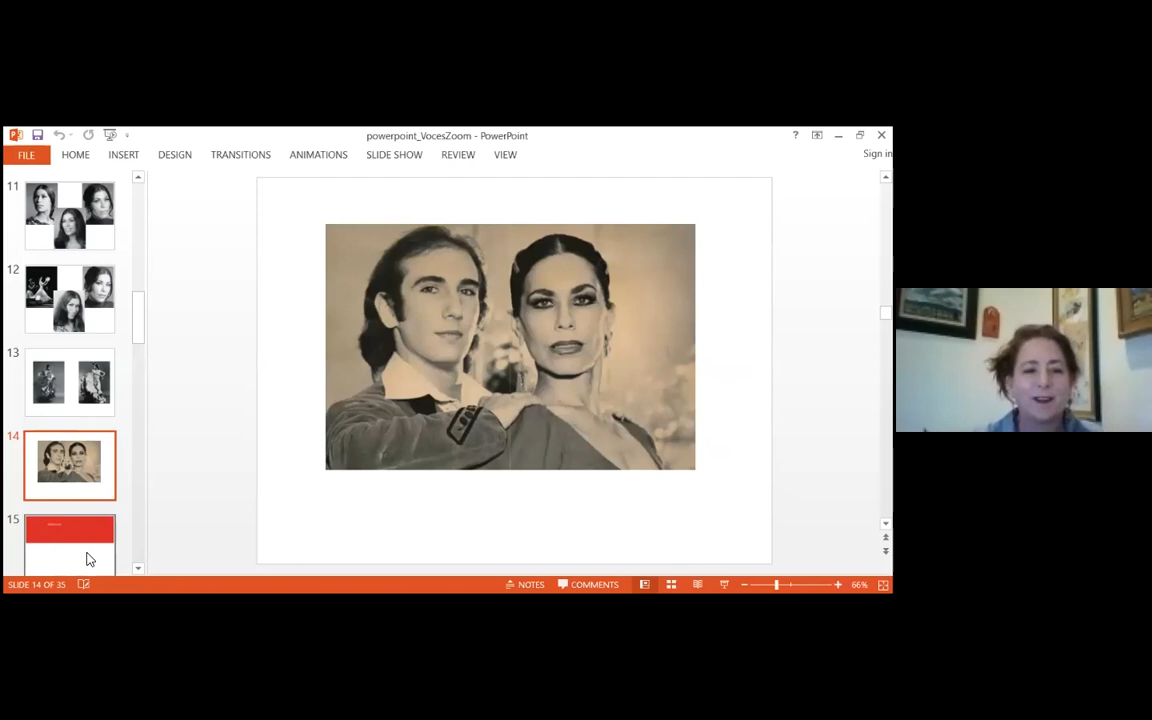 powerpoint_VocesZoom - PowerPoint
?
FILE HOME INSERT DESIGN TRANSITIONS ANIMATIONS SLIDE SHOW REVIEW VIEW Sign in
11
12
13
14
15
SLIDE 14 OF 35 NOTES COMMENTS 66%